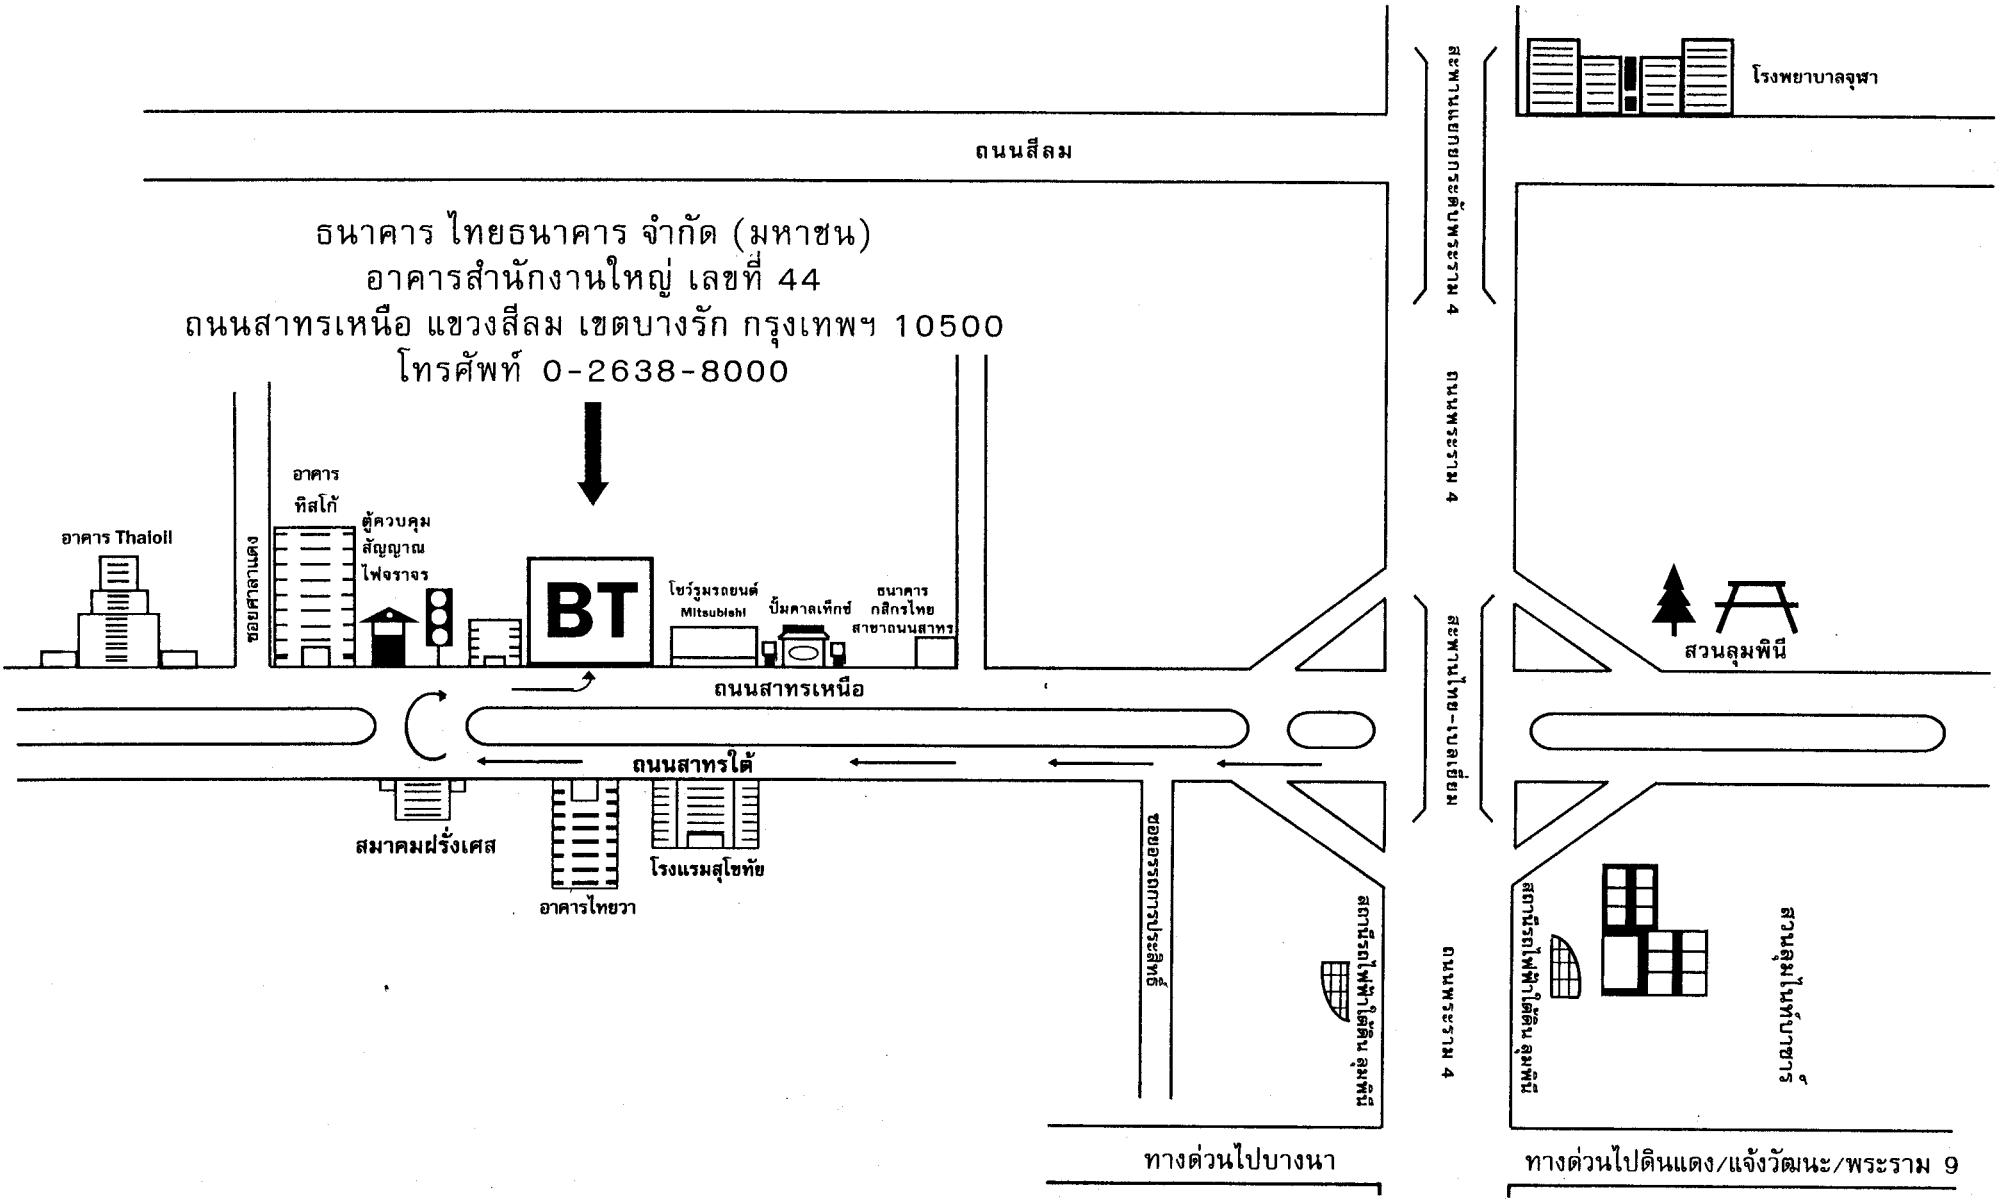 โรงพยาบาลจุฬา
สะพานแยกยกระดับพระราม 4
ถนนสีลม
ธนาคาร ไทยธนาคาร จำกัด (มหาชน)
อาคารสำนักงานใหญ่ เลขที่ 44
ถนนสาทรเหนือ แขวงสีลม เขตบางรัก กรุงเทพฯ 10500
โทรศัพท์ 0-2638-8000
ถนนพระราม 4
อาคาร
ทิสโก้
ตู้ควบคุม
สัญญาณ
ไฟจราจร
อาคาร Thaioil
ซอยศาลาแดง
BT
โชว์รูมรถยนต์
Mitsubishi
ปั๊มคาลเท็กซ์
ธนาคาร
กสิกรไทย
สาขาถนนสาทร
สะพานไทย-เบลเยี่ยม
สวนลุมพินี
ถนนสาทรเหนือ
ถนนสาทรใต้
สมาคมฝรั่งเศส
โรงแรมสุโขทัย
อาคารไทยวา
ซอยอรรถการประสิทธิ์
สถานีรถไฟฟ้าใต้ดิน ลุมพินี
ถนนพระราม 4
สถานีรถไฟฟ้าใต้ดิน ลุมพินี
สวนลุมไนท์บาซาร์
ทางด่วนไปบางนา
ทางด่วนไปดินแดง/แจ้งวัฒนะ/พระราม 9